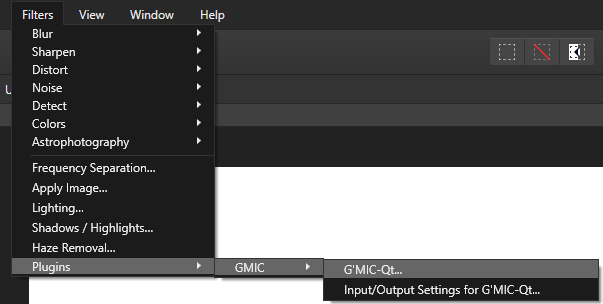 Filters View Window Help
Blur
Sharpen
Distort
Noise
Detect
Colors
Astrophotography
Frequency Separation...
Apply Image...
Lighting...
Shadows / Highlights...
Haze Removal...
Plugins GMIC G'MIC-Qt...
Input/Output Settings for G'MIC-Qt...